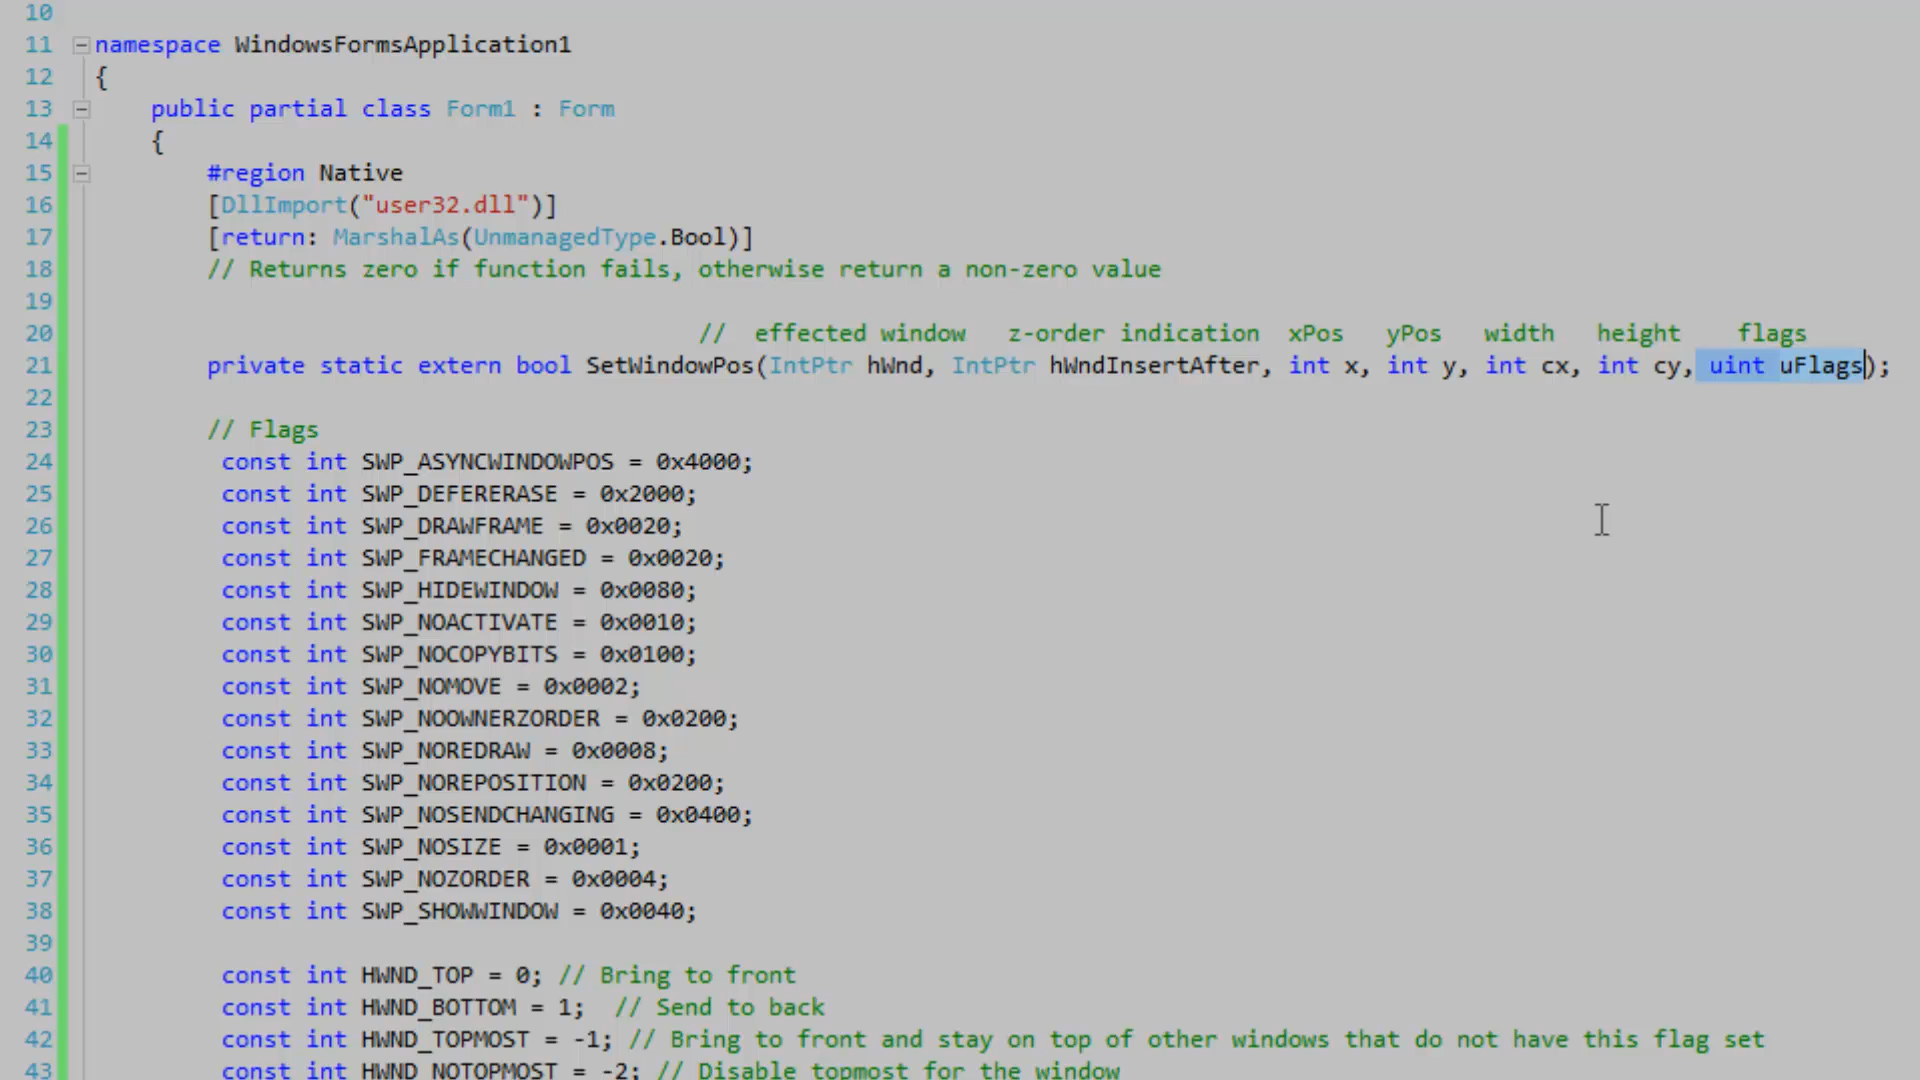 10
11 namespace WindowsFormsApplication1
12 {
13 public partial class Form1 : Form
14 {
15 #region Native
16 [DllImport("user32.dll")]
17 [return: MarshalAs(UnmanagedType.Bool)]
18 // Returns zero if function fails, otherwise return a non-zero value
19
20 // effected window z-order indication xPos yPos width height flags
21 private static extern bool SetWindowPos(IntPtr hWnd, IntPtr hWndInsertAfter, int x, int y, int cx, int cy, uint uFlags);
22
23 // Flags
24 const int SWP_ASYNCWINDOWPOS = 0x4000;
25 const int SWP_DEFERERASE = 0x2000;
26 const int SWP_DRAWFRAME = 0x0020;
27 const int SWP_FRAMECHANGED = 0x0020;
28 const int SWP_HIDEWINDOW = 0x0080;
29 const int SWP_NOACTIVATE = 0x0010;
30 const int SWP_NOCOPYBITS = 0x0100;
31 const int SWP_NOMOVE = 0x0002;
32 const int SWP_NOOWNERZORDER = 0x0200;
33 const int SWP_NOREDRAW = 0x0008;
34 const int SWP_NOREPOSITION = 0x0200;
35 const int SWP_NOSENDCHANGING = 0x0400;
36 const int SWP_NOSIZE = 0x0001;
37 const int SWP_NOZORDER = 0x0004;
38 const int SWP_SHOWWINDOW = 0x0040;
39
40 const int HWND_TOP = 0; // Bring to front
41 const int HWND_BOTTOM = 1; // Send to back
42 const int HWND_TOPMOST = -1; // Bring to front and stay on top of other windows that do not have this flag set
43 const int HWND_NOTOPMOST = -2; // Disable topmost for the window